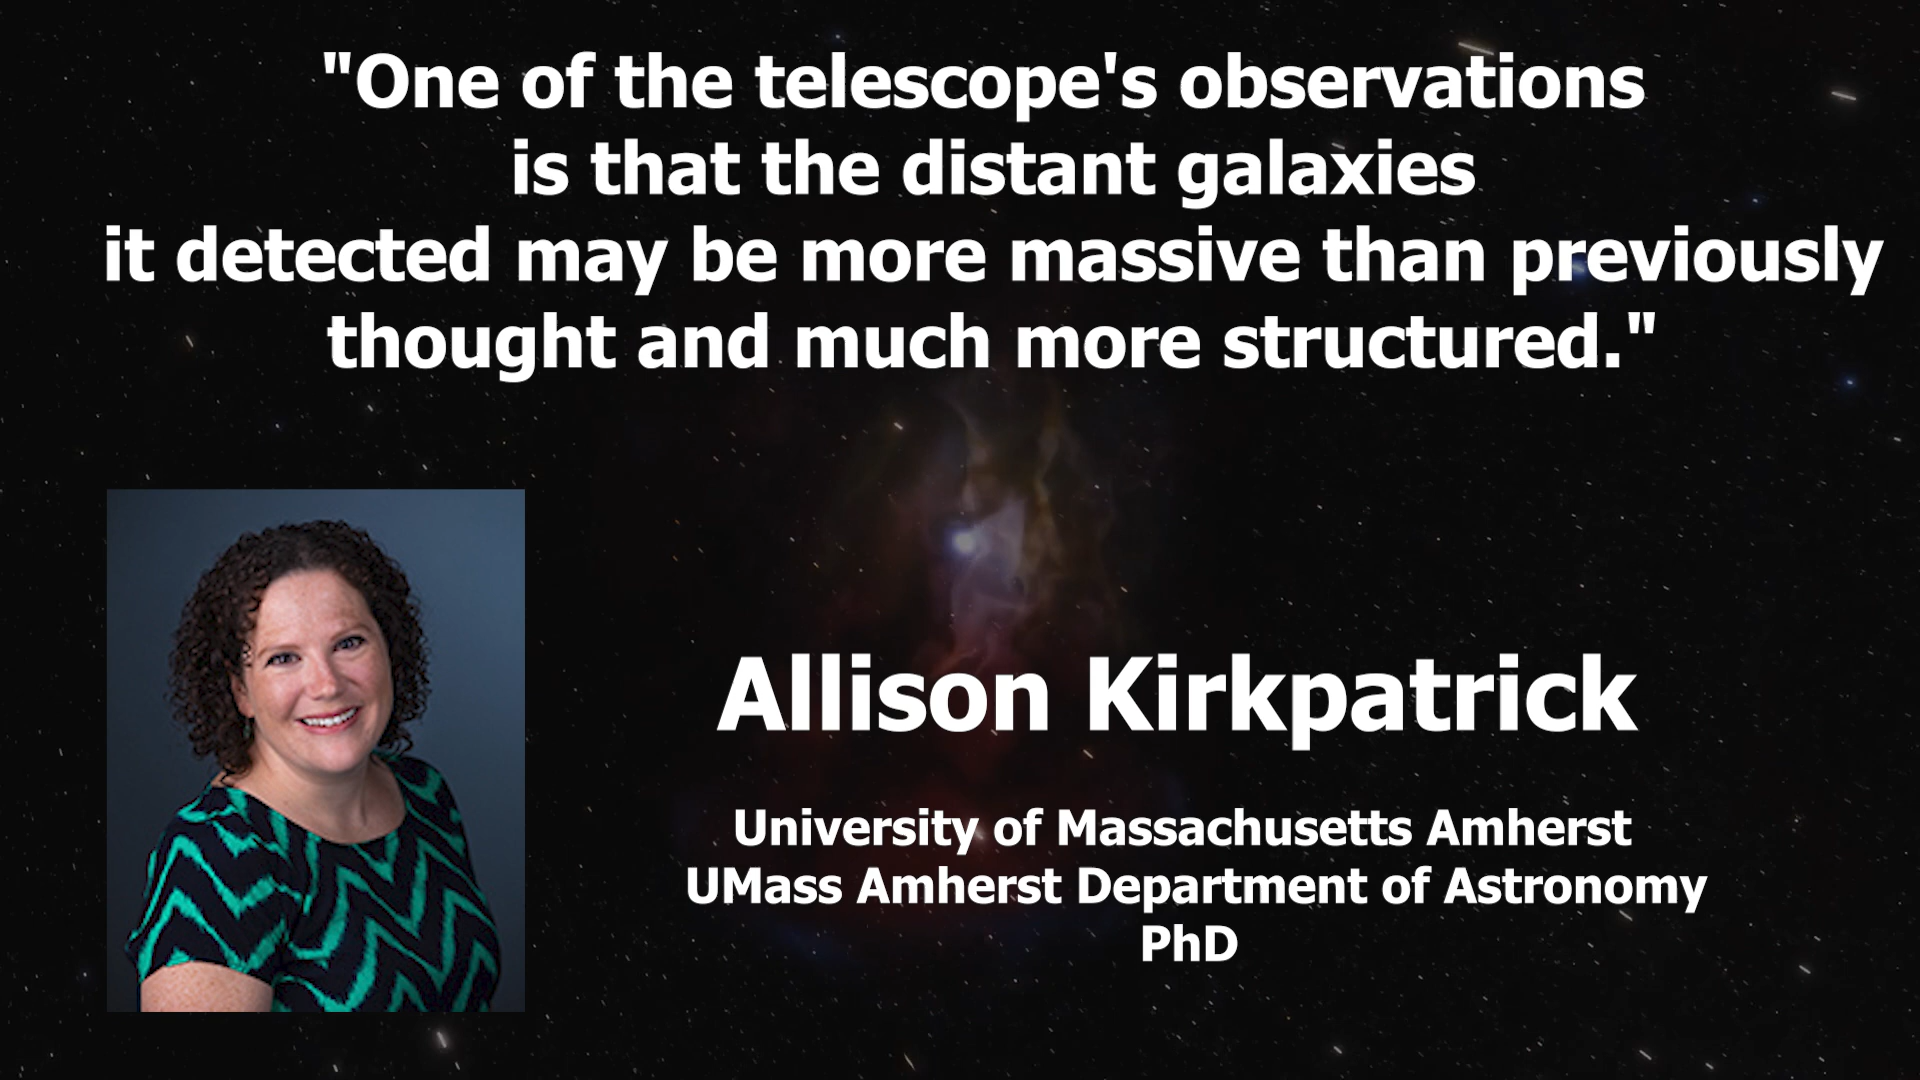 "One of the telescope's observations
is that the distant galaxies
it detected may be more massive than previously
thought and much more structured."
Allison Kirkpatrick
University of Massachusetts Amherst
UMass Amherst Department of Astronomy
PhD